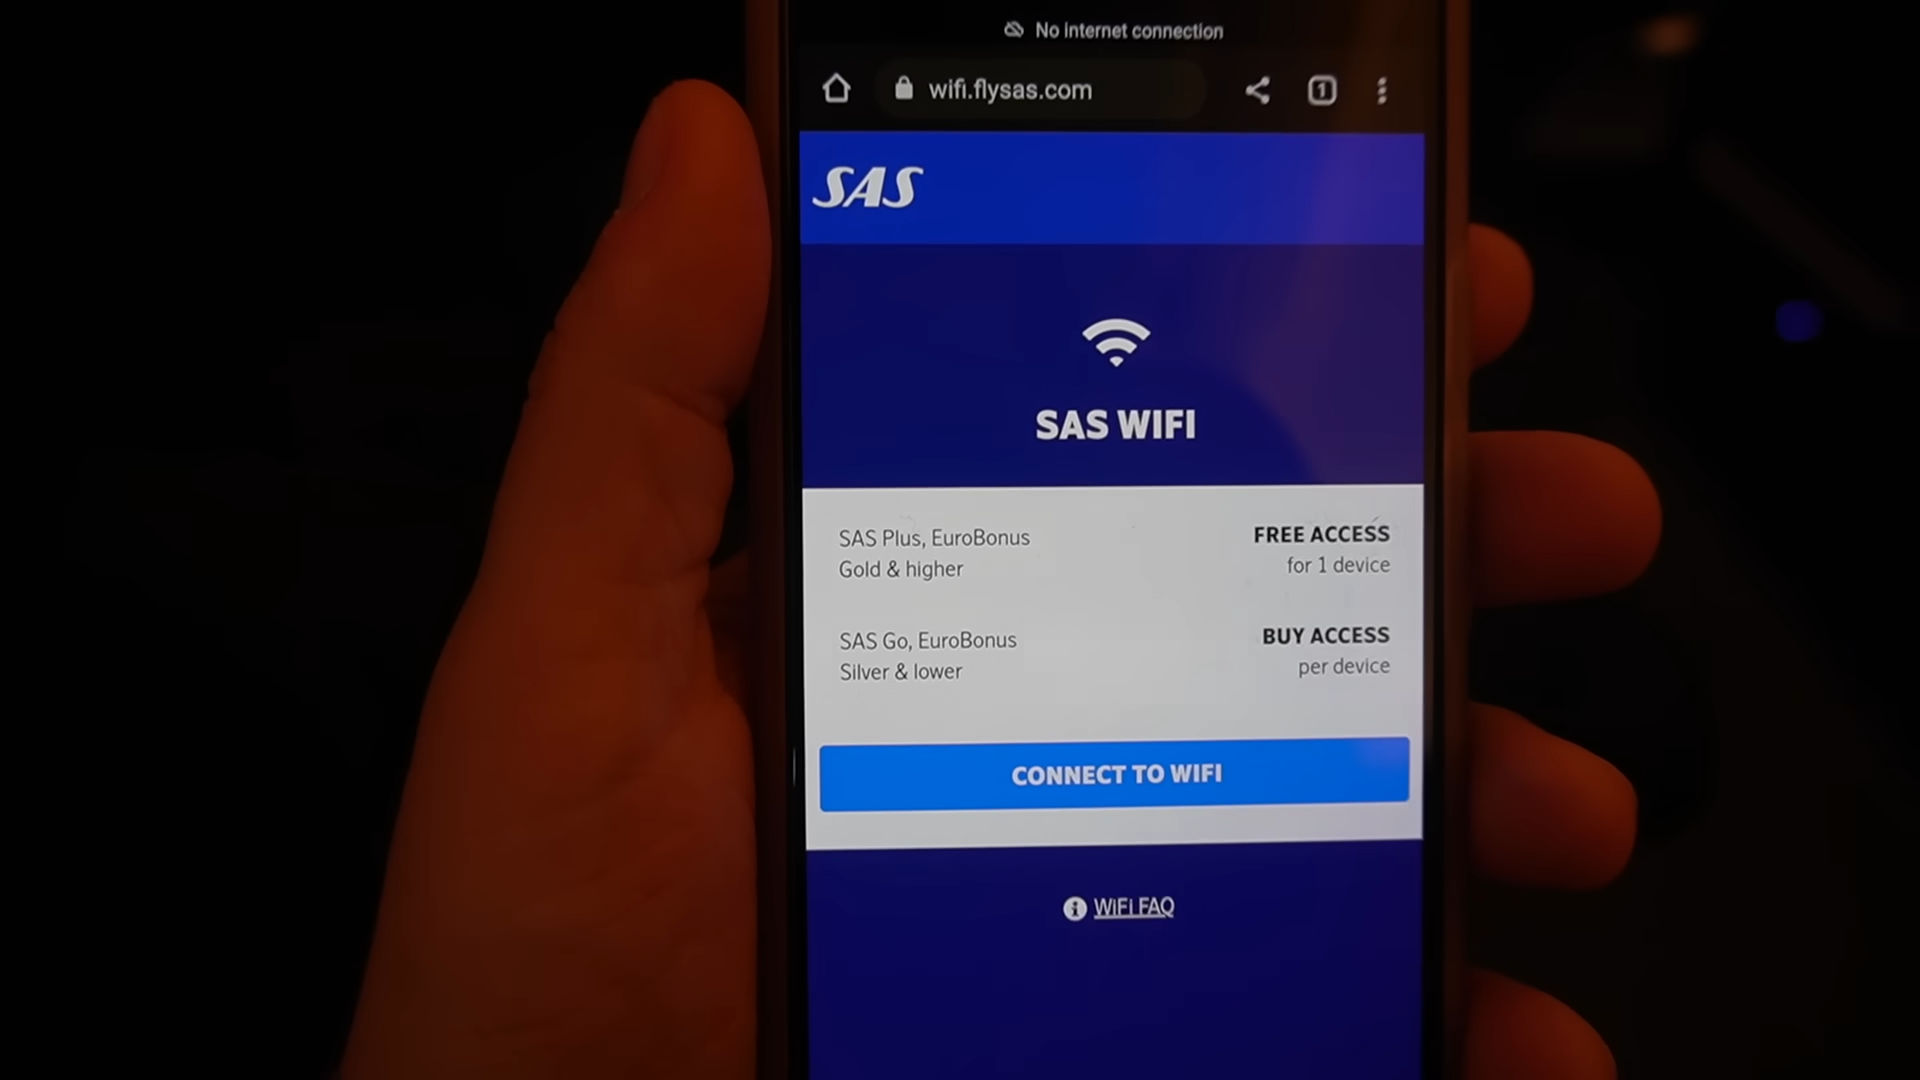 No internet connection
wifi.flysas.com
1
SAS
SAS WIFI
SAS Plus, EuroBonus
Gold & higher
FREE ACCESS
for 1 device
SAS Go, EuroBonus
Silver & lower
BUY ACCESS
per device
CONNECT TO WIFI
WiFi FAQ